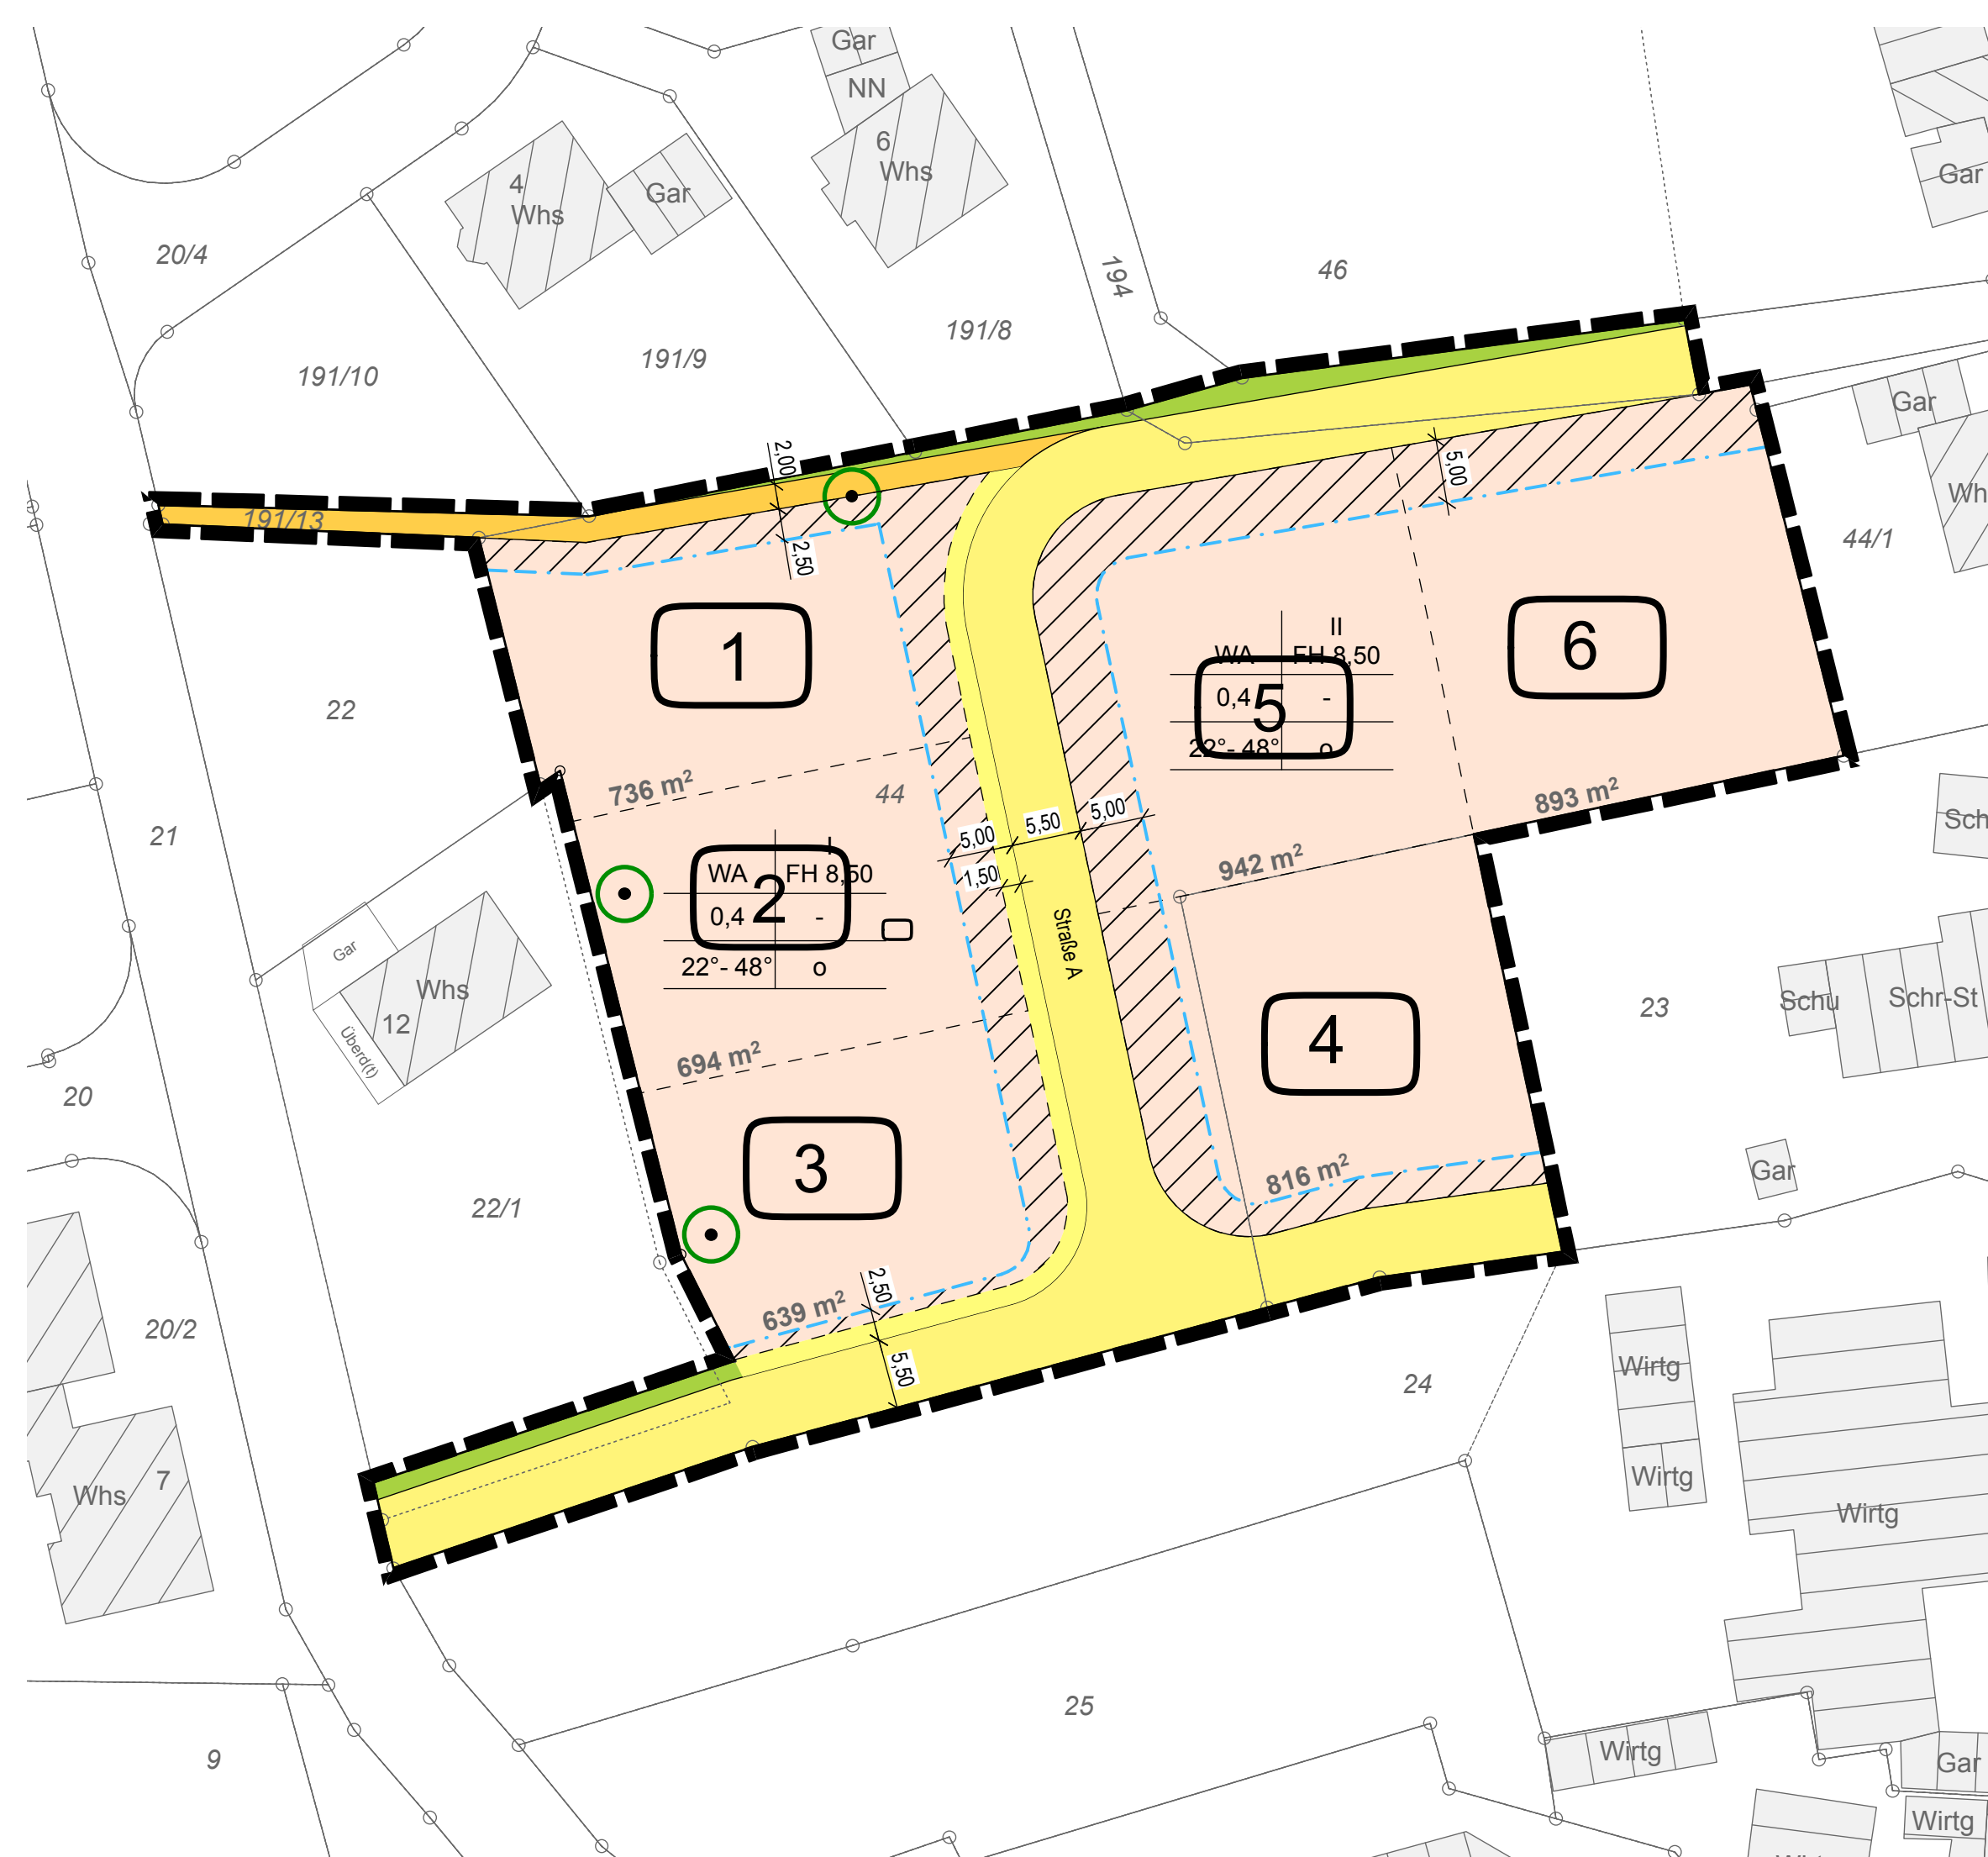 Gar
NN
6
Whs
4
Whs
Gar
Gar
20/4
194
46
191/8
191/9
191/10
Gar
2,00
5,00
191/13
44/1
2,50
1
6
II
WA
FH 8,50
5
0,4
-
22°- 48°
o
22
736 m²
44
893 m²
5,00
5,50
5,00
21
942 m²
I
WA
FH 8,50
2
0,4
-
1,50
22°- 48°
o
Straße A
Gar
Whs
12
Überd(t)
Schu
Schr-St
23
4
694 m²
20
3
816 m²
Gar
22/1
2,50
639 m²
20/2
5,50
24
Wirtg
Whs
7
Wirtg
Wirtg
25
9
Wirtg
Gar
Wirtg